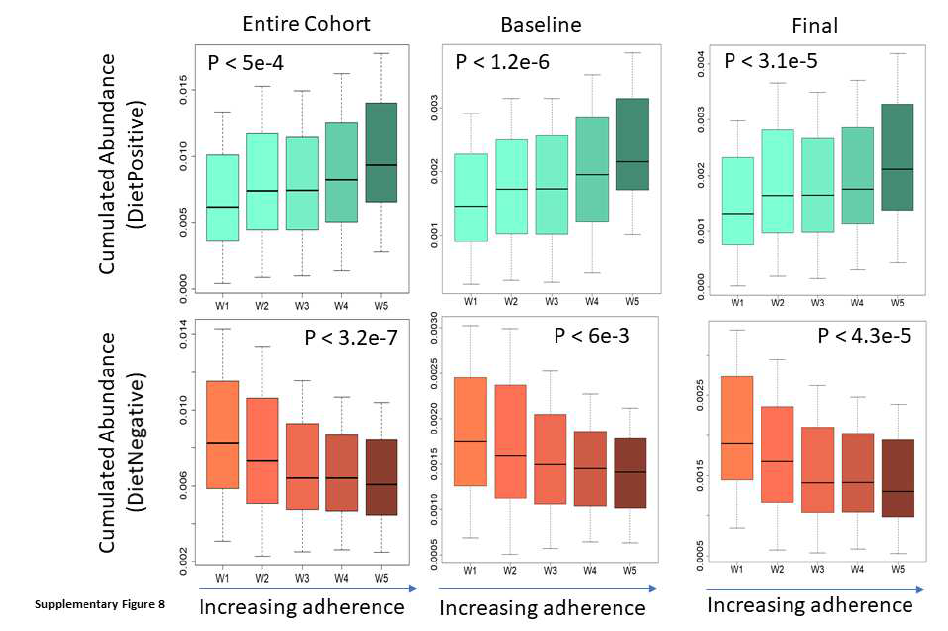 Entire Cohort
Baseline
Final
Cumulated Abundance
(DietPositive)
P < 5e-4
0.015
0.010
0.005
0.000
W1 W2 W3 W4 W5
P < 1.2e-6
0.003
0.002
0.001
W1 W2 W3 W4 W5
P < 3.1e-5
0.004
0.003
0.002
0.001
0.000
W1 W2 W3 W4 W5
Cumulated Abundance
(DietNegative)
P < 3.2e-7
0.014
0.010
0.006
0.002
W1 W2 W3 W4 W5
P < 6e-3
0.0030
0.0025
0.0020
0.0015
0.0010
0.0005
W1 W2 W3 W4 W5
P < 4.3e-5
0.0025
0.0015
0.0005
W1 W2 W3 W4 W5
Supplementary Figure 8
Increasing adherence
Increasing adherence
Increasing adherence